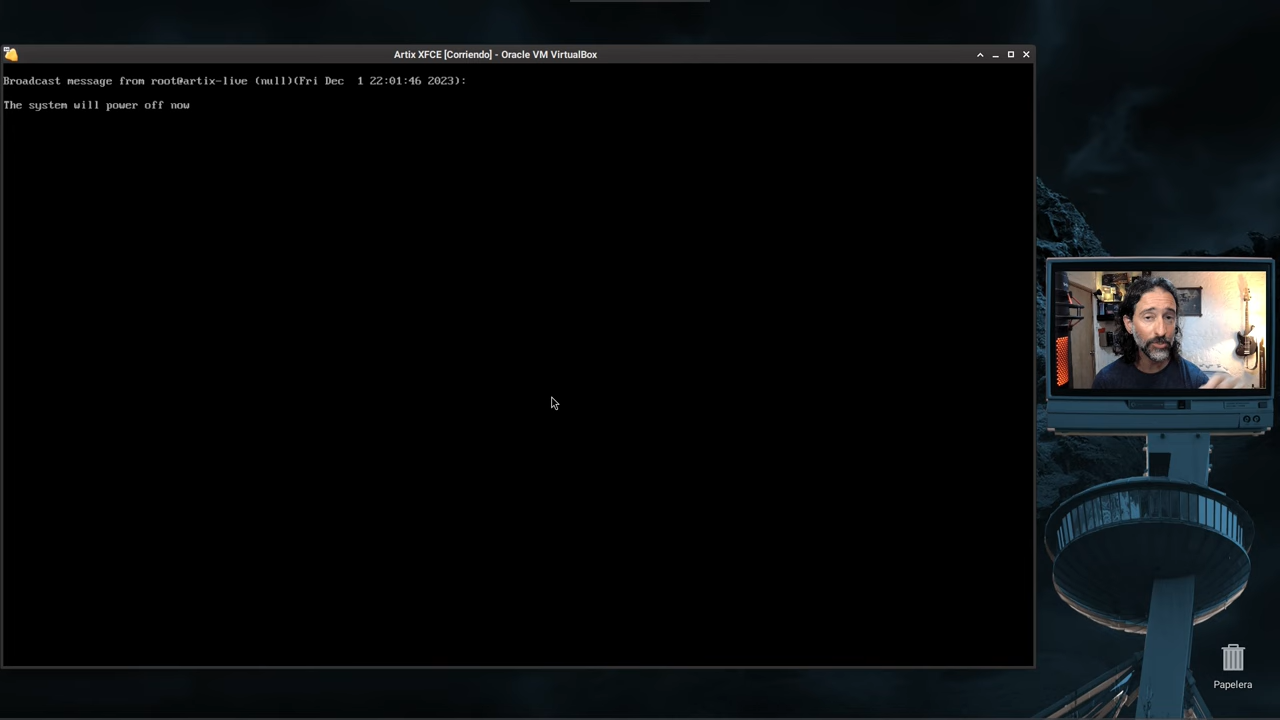 Artix XFCE [Corriendo] - Oracle VM VirtualBox
Broadcast message from root@artix-live (null)(Fri Dec  1 22:01:46 2023):
The system will power off now
Papelera